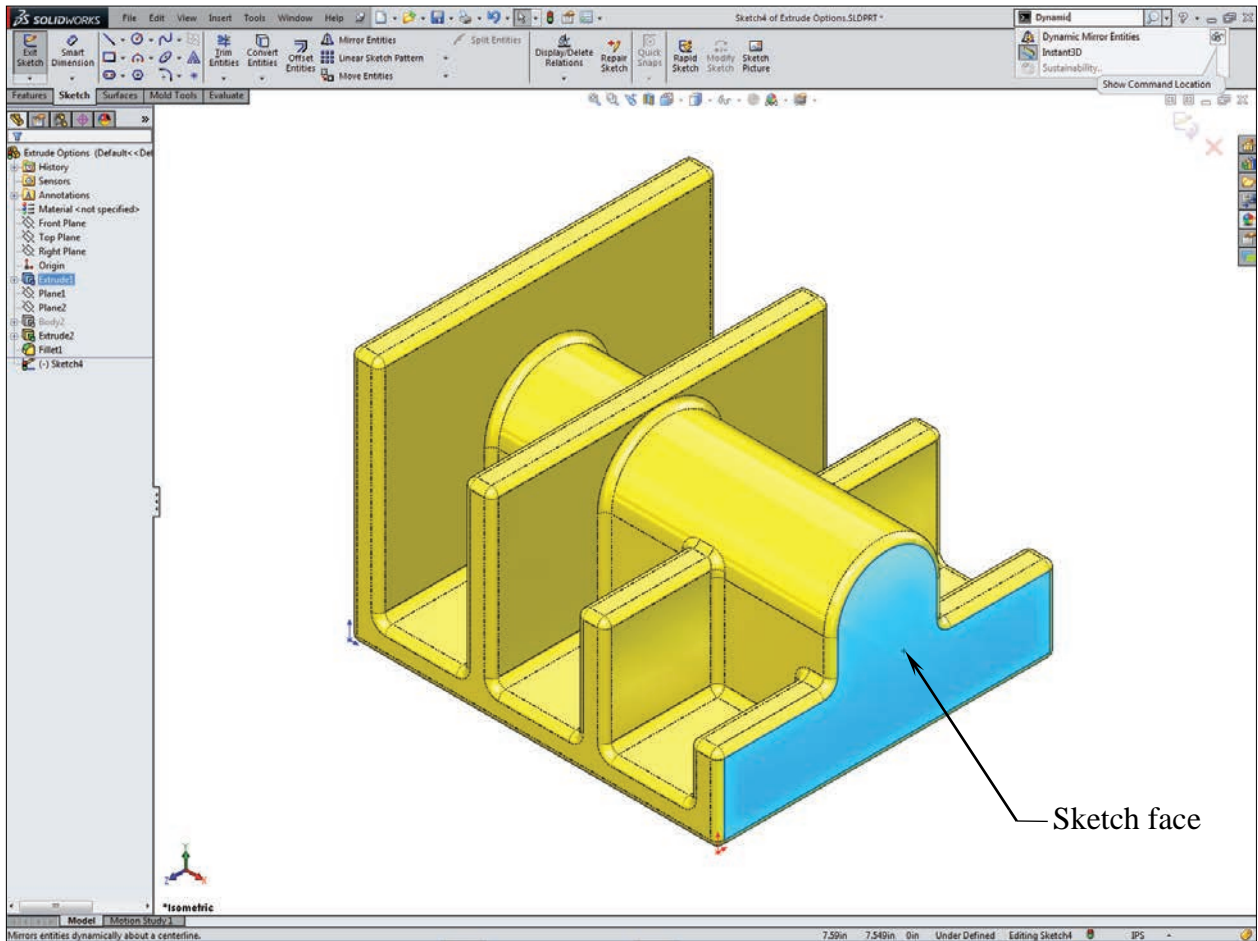 SOLIDWORKS File Edit View Insert Tools Window Help Sketch4 of Extrude Options.SLDPRT * Dynamid
Exit Sketch
Smart Dimension
Trim Entities
Convert Entities
Offset Entities
Mirror Entities
Linear Sketch Pattern
Move Entities
Split Entities
Display/Delete Relations
Repair Sketch
Quick Snaps
Rapid Sketch
Modify Sketch
Sketch Picture
Dynamic Mirror Entities
Instant3D
Sustainability..
Show Command Location
Features Sketch Surfaces Mold Tools Evaluate
Extrude Options (Default<<Def
History
Sensors
Annotations
Material <not specified>
Front Plane
Top Plane
Right Plane
Origin
Extrude1
Plane1
Plane2
Body2
Extrude2
Fillet1
(-) Sketch4
Sketch face
Y
Z
X
*Isometric
Model Motion Study 1
Mirrors entities dynamically about a centerline. 7.59in 7.549in 0in Under Defined Editing Sketch4 IPS